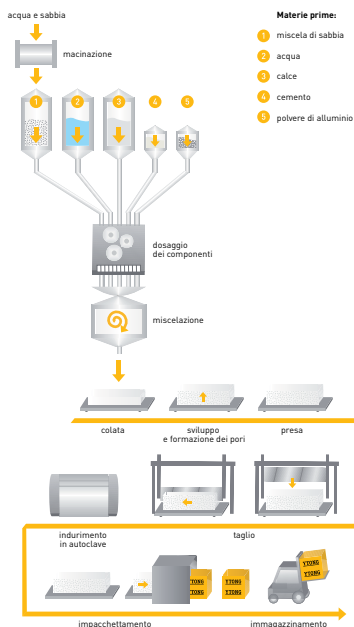 acqua e sabbia
macinazione
Materie prime:
1 miscela di sabbia
2 acqua
3 calce
4 cemento
5 polvere di alluminio
1 2 3 4 5
dosaggio
dei componenti
miscelazione
colata
sviluppo
e formazione dei pori
presa
indurimento
in autoclave
taglio
YTONG
YTONG
YTONG
YTONG
YTONG
YTONG
impacchettamento
immagazzinamento